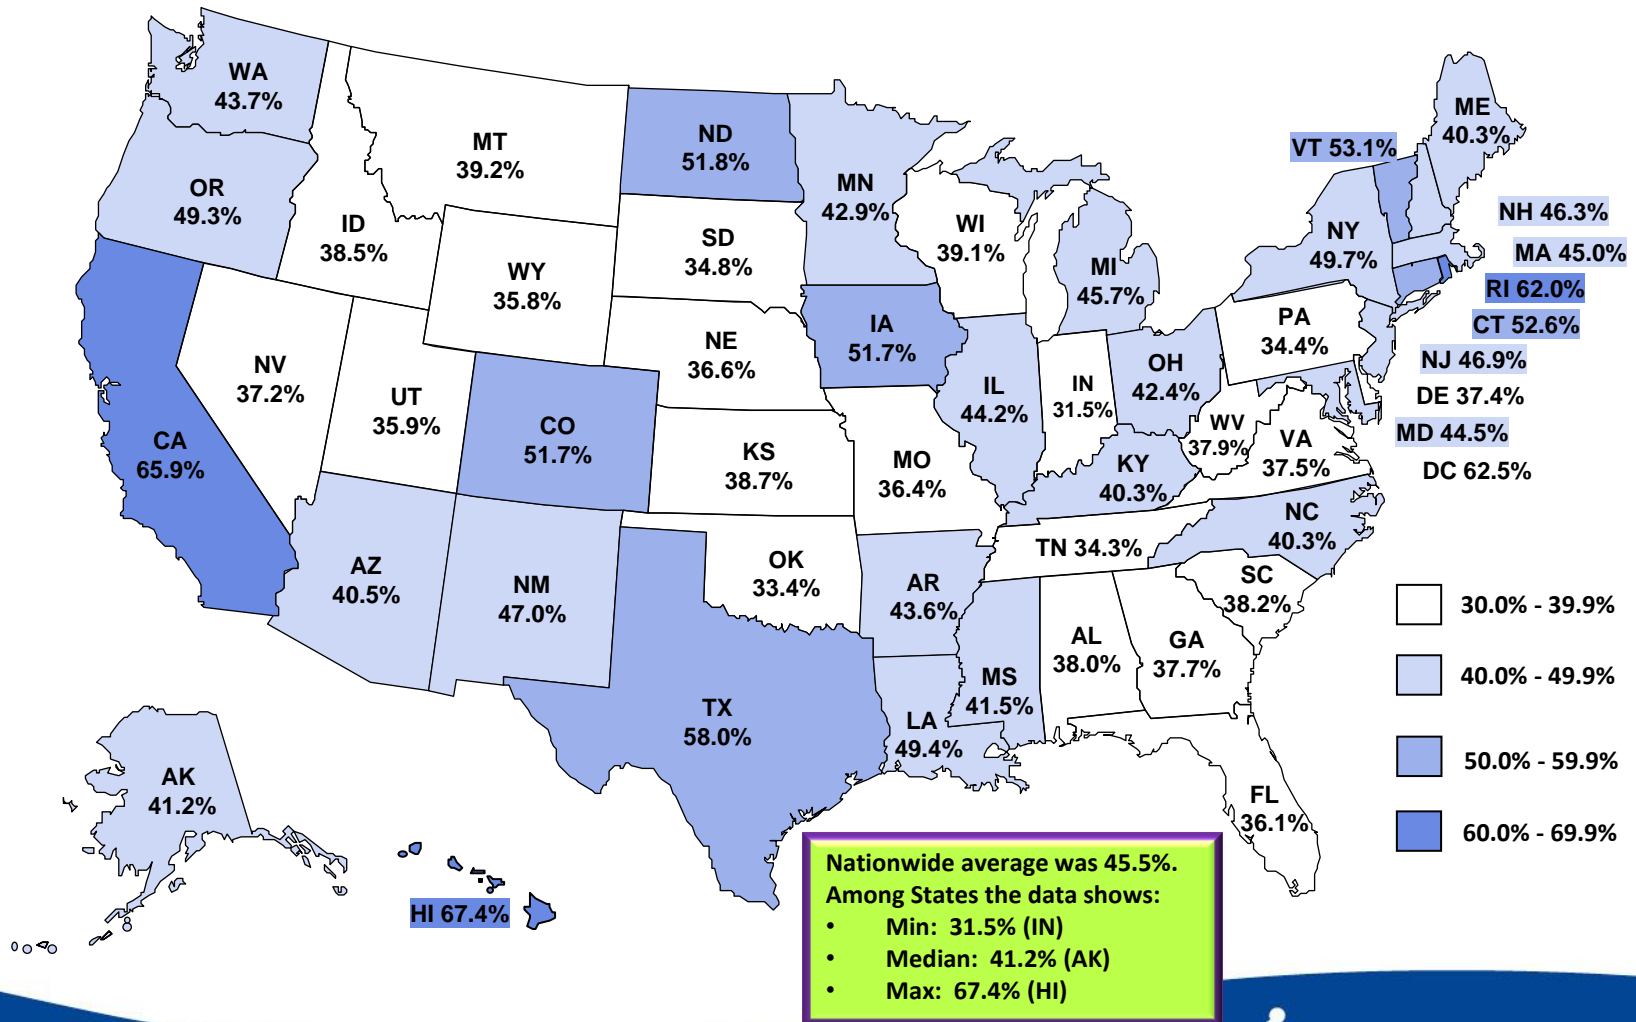 WA
43.7%
OR
49.3%
CA
65.9%
ID
38.5%
NV
37.2%
MT
39.2%
WY
35.8%
UT
35.9%
AZ
40.5%
CO
51.7%
NM
47.0%
ND
51.8%
SD
34.8%
NE
36.6%
KS
38.7%
OK
33.4%
TX
58.0%
MN
42.9%
IA
51.7%
MO
36.4%
AR
43.6%
LA
49.4%
WI
39.1%
IL
44.2%
MI
45.7%
IN
31.5%
OH
42.4%
KY
40.3%
TN 34.3%
MS
41.5%
AL
38.0%
GA
37.7%
FL
36.1%
SC
38.2%
NC
40.3%
VA
37.5%
WV
37.9%
PA
34.4%
NY
49.7%
VT 53.1%
ME
40.3%
NH 46.3%
MA 45.0%
RI 62.0%
CT 52.6%
NJ 46.9%
DE 37.4%
MD 44.5%
DC 62.5%
AK
41.2%
HI 67.4%
30.0% - 39.9%
40.0% - 49.9%
50.0% - 59.9%
60.0% - 69.9%
Nationwide average was 45.5%.
Among States the data shows:
• Min: 31.5% (IN)
• Median: 41.2% (AK)
• Max: 67.4% (HI)